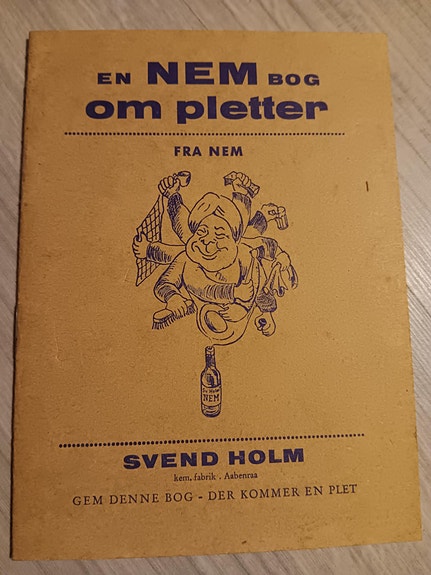 EN NEM BOG
om pletter
FRA NEM
NEM
SVEND HOLM
kem. fabrik . Aabenraa
GEM DENNE BOG - DER KOMMER EN PLET